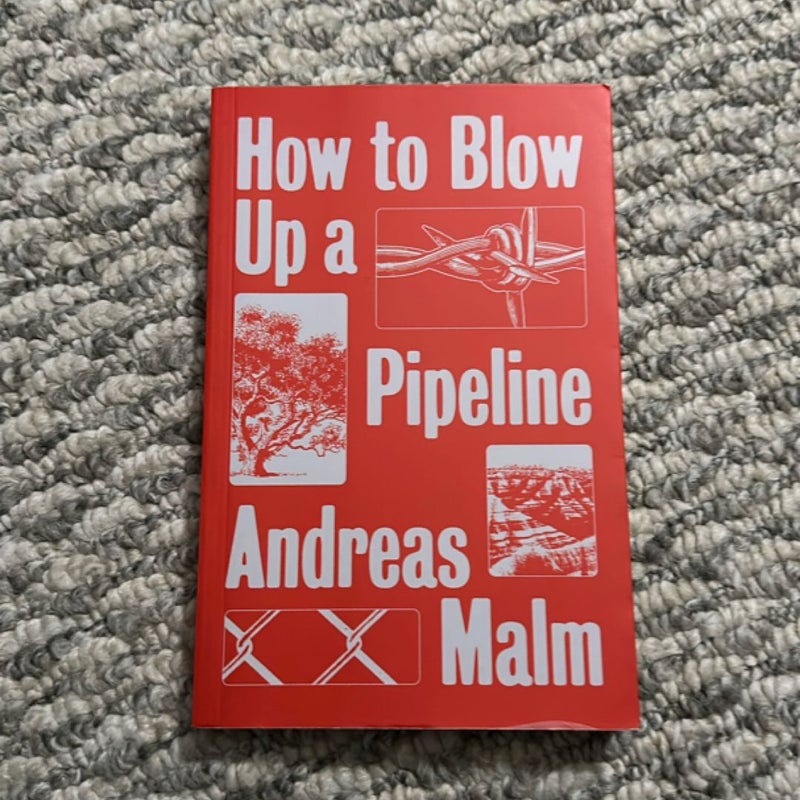 How to Blow
Up a
Pipeline
Andreas
Malm